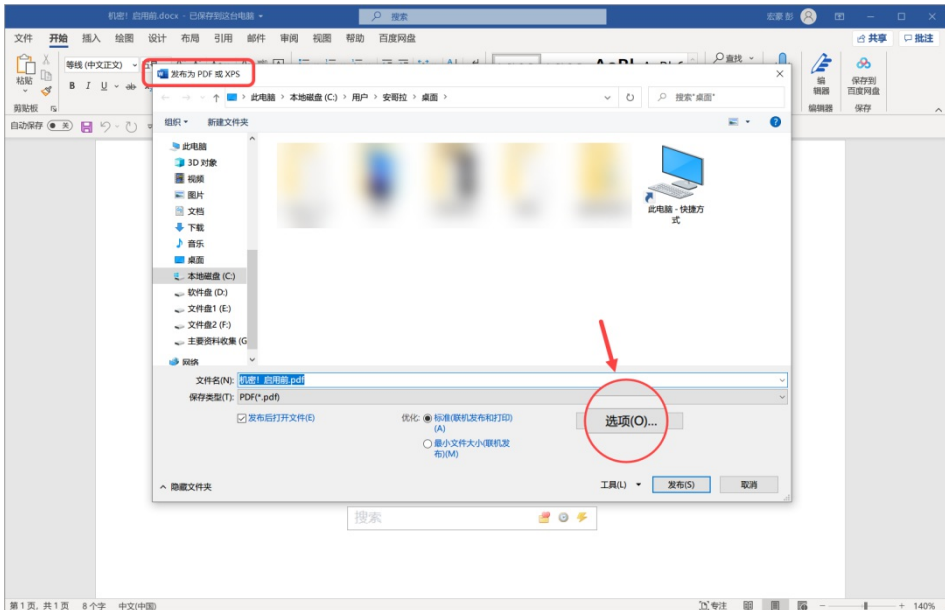 机密！启用前.docx - 已保存到这台电脑
搜索
宏豪 彭
文件 开始 插入 绘图 设计 布局 引用 邮件 审阅 视图 帮助 百度网盘
共享 批注
粘贴
等线 (中文正文)
查找
编辑器
保存到百度网盘
B I U ab
剪贴板
编辑器
保存
自动保存 关
发布为 PDF 或 XPS
此电脑 › 本地磁盘 (C:) › 用户 › 安哥拉 › 桌面 ›
搜索"桌面"
组织 新建文件夹
此电脑
3D 对象
视频
图片
文档
下载
音乐
桌面
本地磁盘 (C:)
软件盘 (D:)
文件盘1 (E:)
文件盘2 (F:)
主要资料收集 (G
网络
此电脑 - 快捷方
式
文件名(N): 机密！启用前.pdf
保存类型(T): PDF(*.pdf)
发布后打开文件(E)
优化: 标准(联机发布和打印)
(A)
最小文件大小(联机发
布)(M)
选项(O)...
隐藏文件夹
工具(L) 发布(S) 取消
搜索
第 1 页，共 1 页 8 个字 中文(中国)
专注
140%